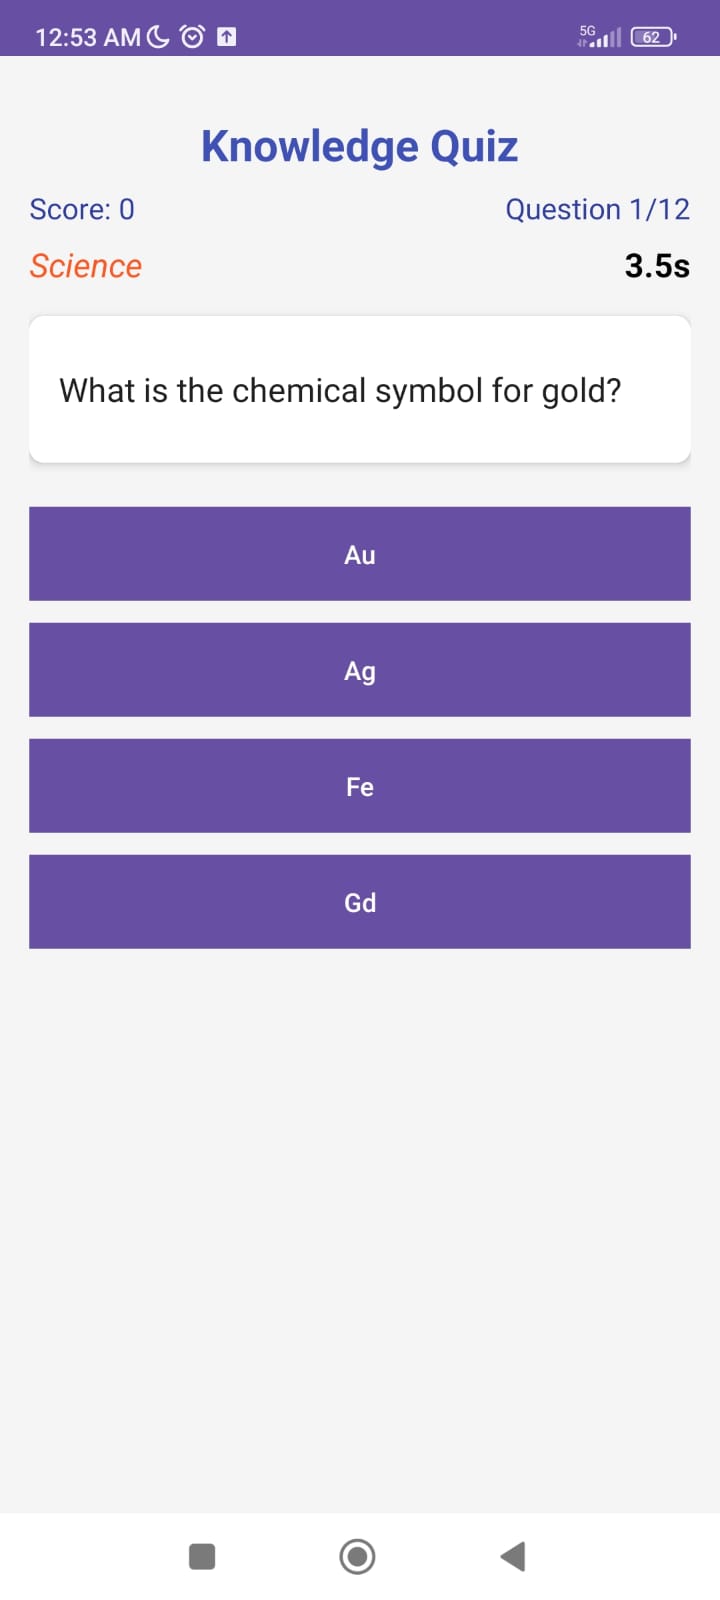 12:53 AM 5G 62
Knowledge Quiz
Score: 0 Question 1/12
Science 3.5s
What is the chemical symbol for gold?
Au
Ag
Fe
Gd